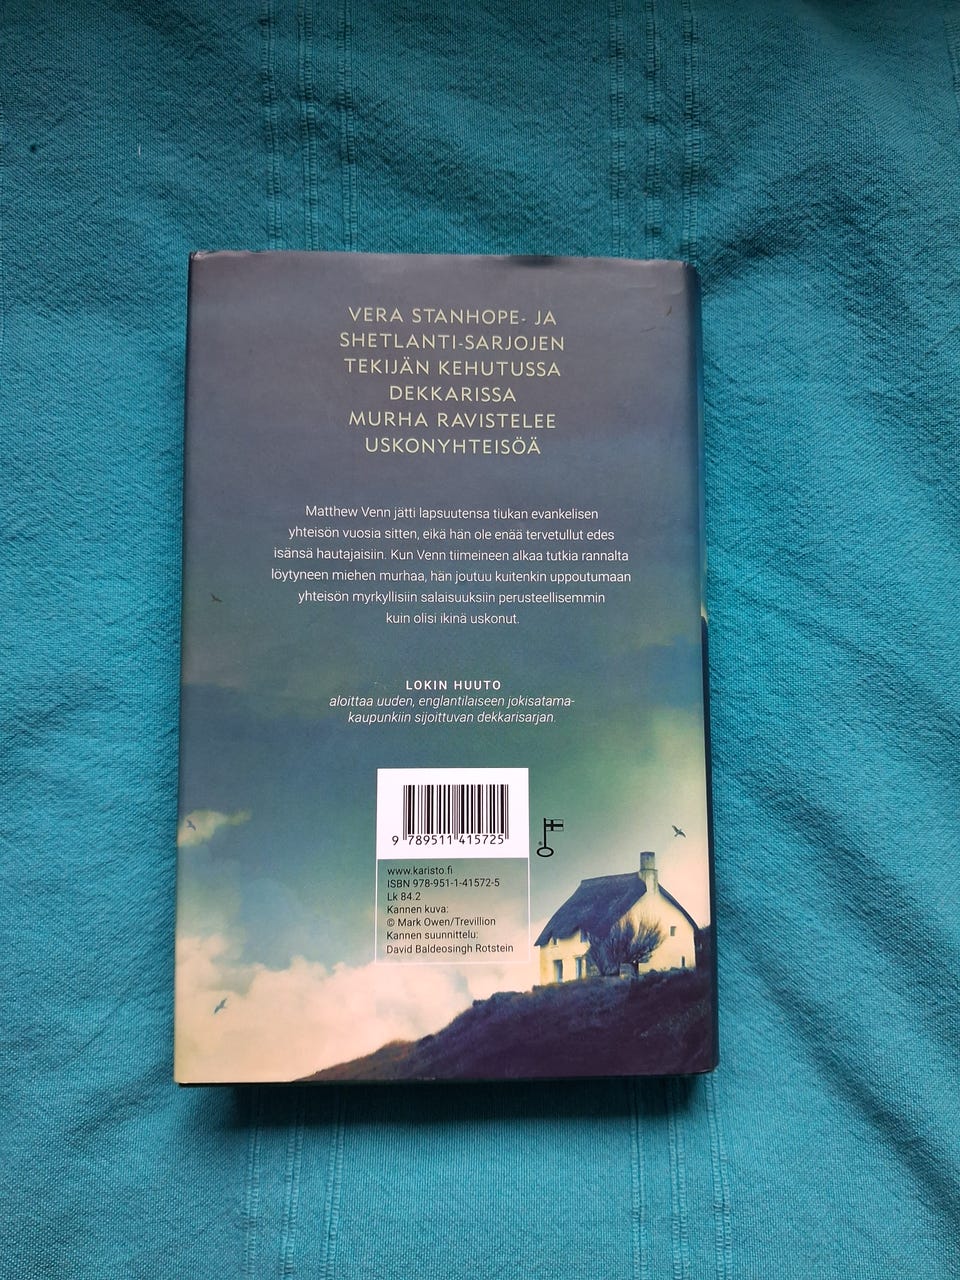 VERA STANHOPE- JA
SHETLANTI-SARJOJEN
TEKIJÄN KEHUTUSSA
DEKKARISSA
MURHA RAVISTELEE
USKONYHTEISÖÄ
Matthew Venn jätti lapsuutensa tiukan evankelisen
yhteisön vuosia sitten, eikä hän ole enää tervetullut edes
isänsä hautajaisiin. Kun Venn tiimeineen alkaa tutkia rannalta
löytyneen miehen murhaa, hän joutuu kuitenkin uppoutumaan
yhteisön myrkyllisiin salaisuuksiin perusteellisemmin
kuin olisi ikinä uskonut.
LOKIN HUUTO
aloittaa uuden, englantilaiseen jokisatama-
kaupunkiin sijoittuvan dekkarisarjan.
9 789511 415725
www.karisto.fi
ISBN 978-951-1-41572-5
Lk 84.2
Kannen kuva:
© Mark Owen/Trevillion
Kannen suunnittelu:
David Baldeosingh Rotstein